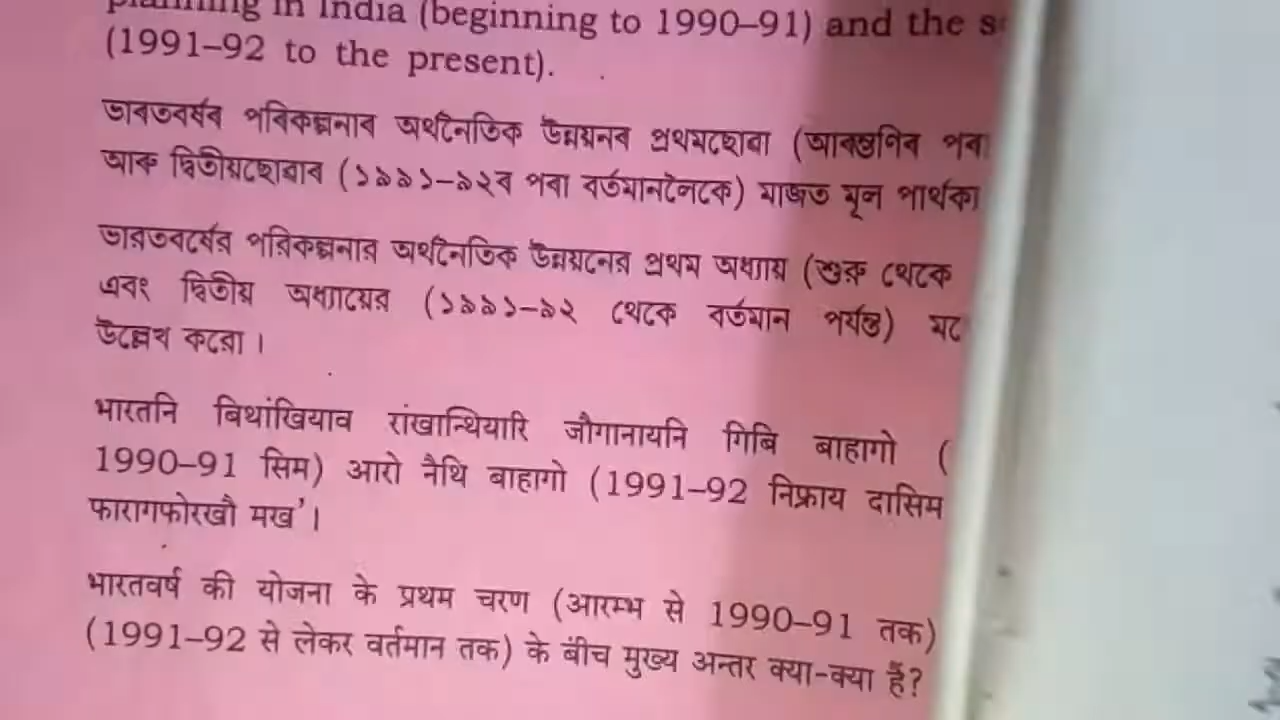 planning in India (beginning to 1990–91) and the
(1991–92 to the present).
ভাৰতবৰ্ষৰ পৰিকল্পনাৰ অৰ্থনৈতিক উন্নয়নৰ প্ৰথমছোৱা (আৰম্ভণিৰ পৰা
আৰু দ্বিতীয়ছোৱাৰ (১৯৯১–৯২ৰ পৰা বৰ্তমানলৈকে) মাজত মূল পাৰ্থক্য
ভারতবর্ষের পরিকল্পনার অর্থনৈতিক উন্নয়নের প্রথম অধ্যায় (শুরু থেকে
এবং দ্বিতীয় অধ্যায়ের (১৯৯১–৯২ থেকে বর্তমান পর্যন্ত)
উল্লেখ করো।
भारतनि बिथांखियाव रांखान्थियारि जौगानायनि गिबि बाहागो (
1990–91 सिम) आरो नैथि बाहागो (1991–92 निफ्राय दासिम
फारागफोरखौ मख'।
भारतवर्ष की योजना के प्रथम चरण (आरम्भ से 1990–91 तक)
(1991–92 से लेकर वर्तमान तक) के बीच मुख्य अन्तर क्या-क्या हैं?